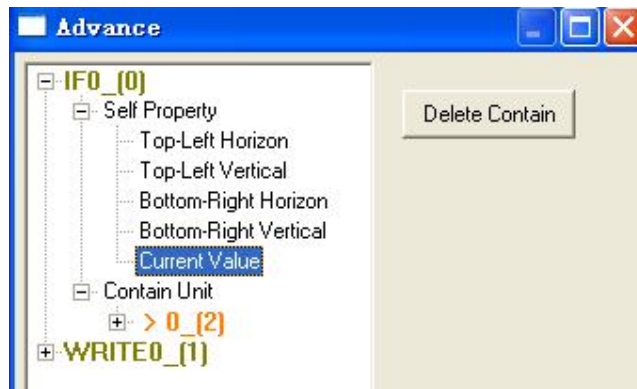 Advance
IF0_(0)
Self Property
Top-Left Horizon
Top-Left Vertical
Bottom-Right Horizon
Bottom-Right Vertical
Current Value
Contain Unit
> 0_(2)
WRITE0_(1)
Delete Contain